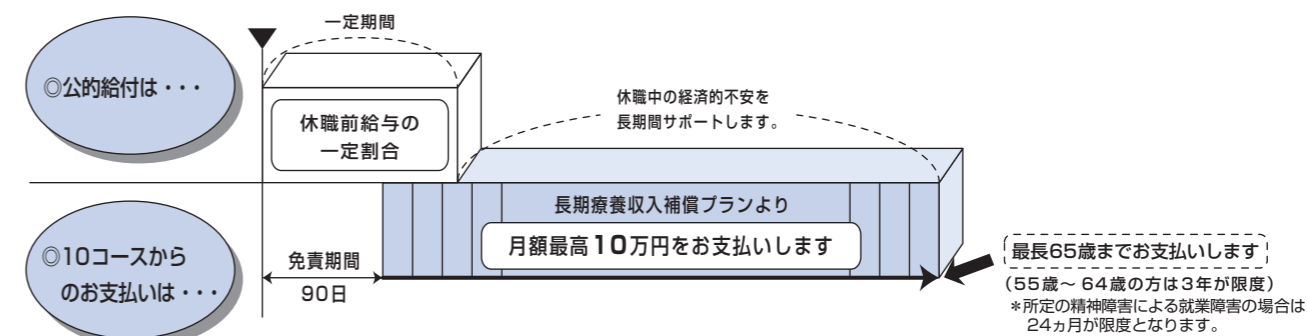 一定期間
◎公的給付は・・・
休職前給与の
一定割合
休職中の経済的不安を
長期間サポートします。
長期療養収入補償プランより
月額最高10万円をお支払いします
◎10コースから
のお支払いは・・・
免責期間
90日
最長65歳までお支払いします
(55歳～64歳の方は3年が限度)
＊所定の精神障害による就業障害の場合は
24ヵ月が限度となります。